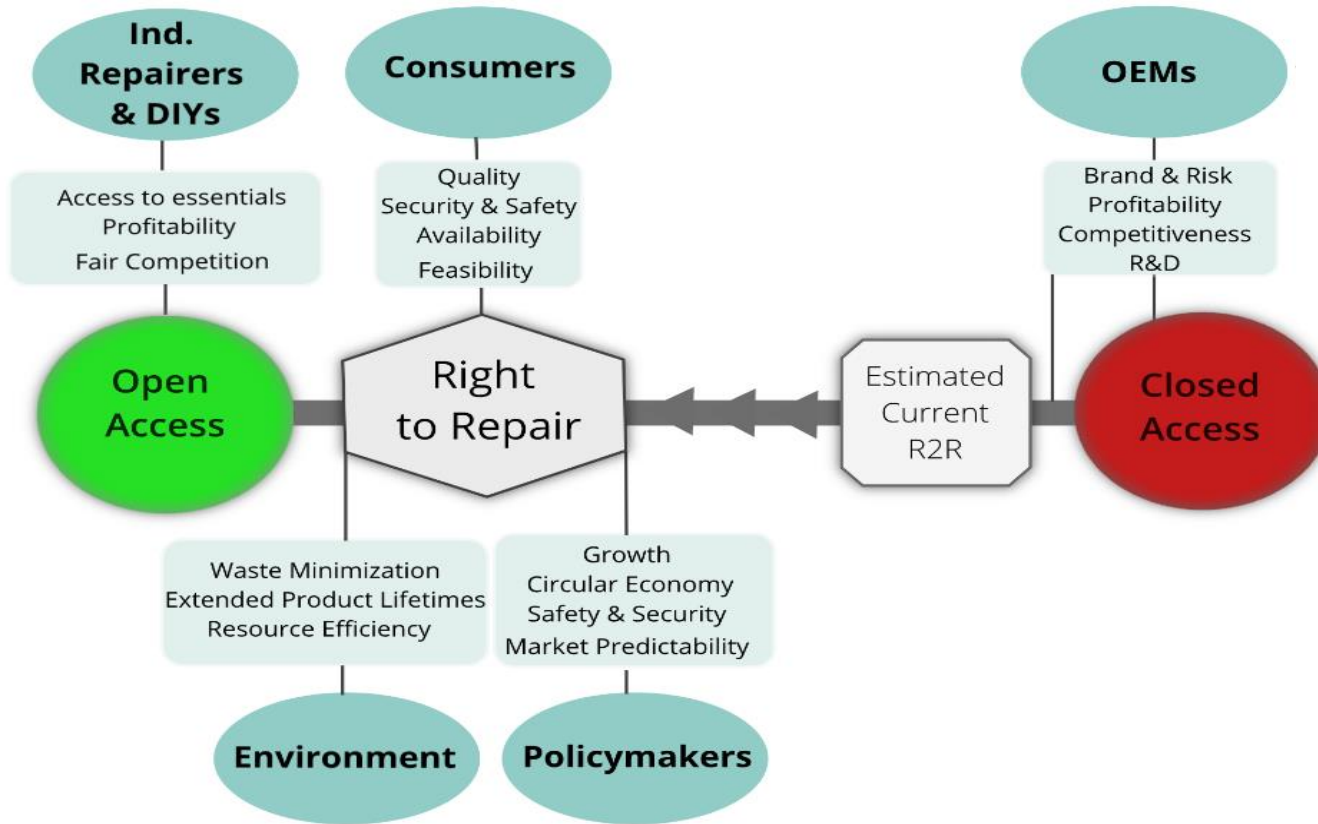 Ind.
Repairers
& DIYs
Consumers
OEMs
Access to essentials
Profitability
Fair Competition
Quality
Security & Safety
Availability
Feasibility
Brand & Risk
Profitability
Competitiveness
R&D
Open
Access
Right
to Repair
Estimated
Current
R2R
Closed
Access
Waste Minimization
Extended Product Lifetimes
Resource Efficiency
Growth
Circular Economy
Safety & Security
Market Predictability
Environment
Policymakers